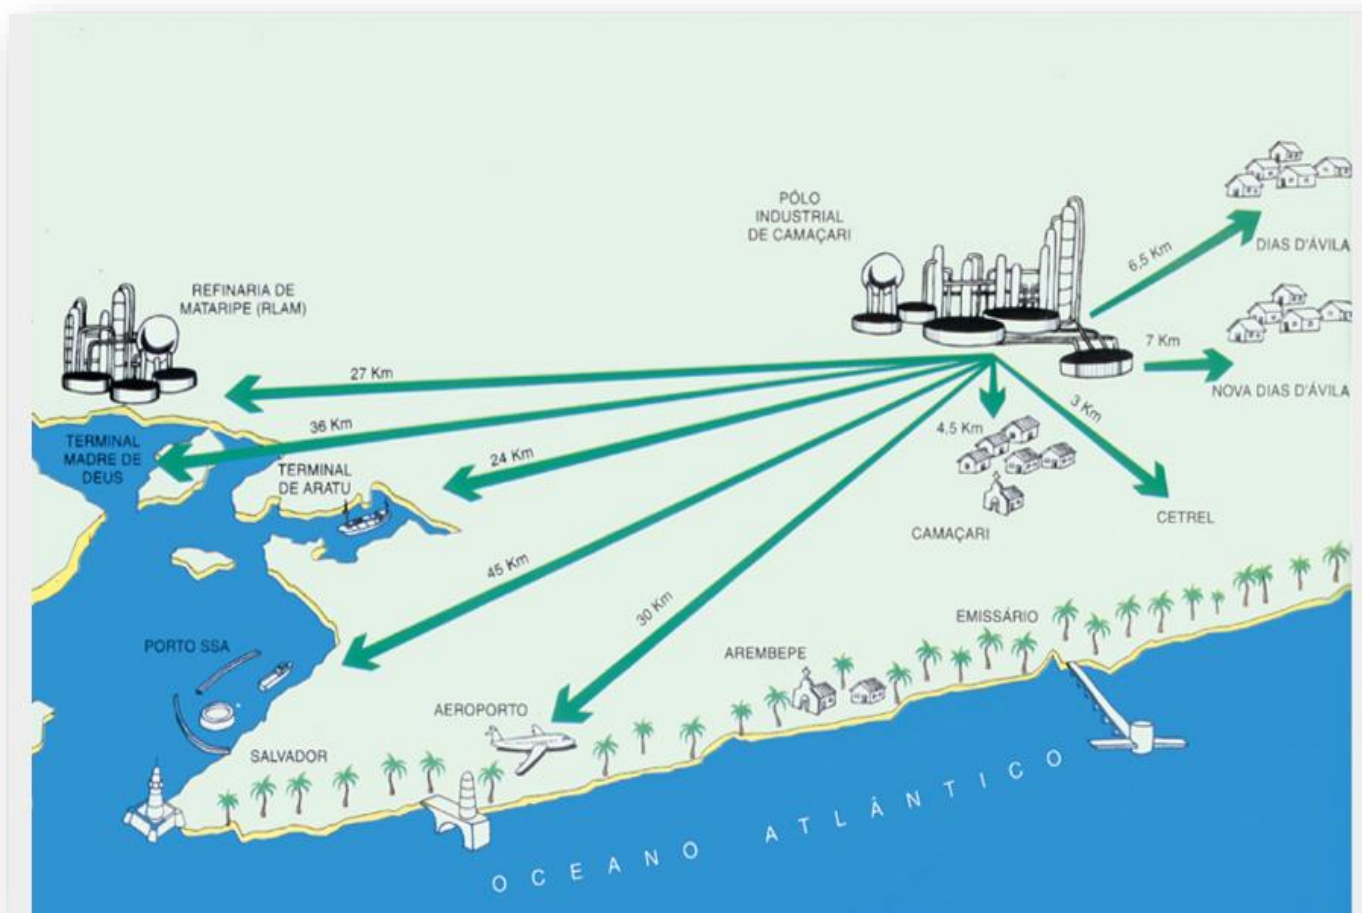 PÓLO
INDUSTRIAL
DE CAMAÇARI
6,5 Km
DIAS D'ÁVILA
REFINARIA DE
MATARIPE (RLAM)
7 Km
NOVA DIAS D'ÁVILA
27 Km
36 Km
24 Km
4,5 Km
3 Km
TERMINAL
MADRE DE
DEUS
TERMINAL
DE ARATU
CETREL
CAMAÇARI
45 Km
30 Km
EMISSÁRIO
PORTO SSA
AREMBEPE
AEROPORTO
SALVADOR
OCEANO ATLÂNTICO